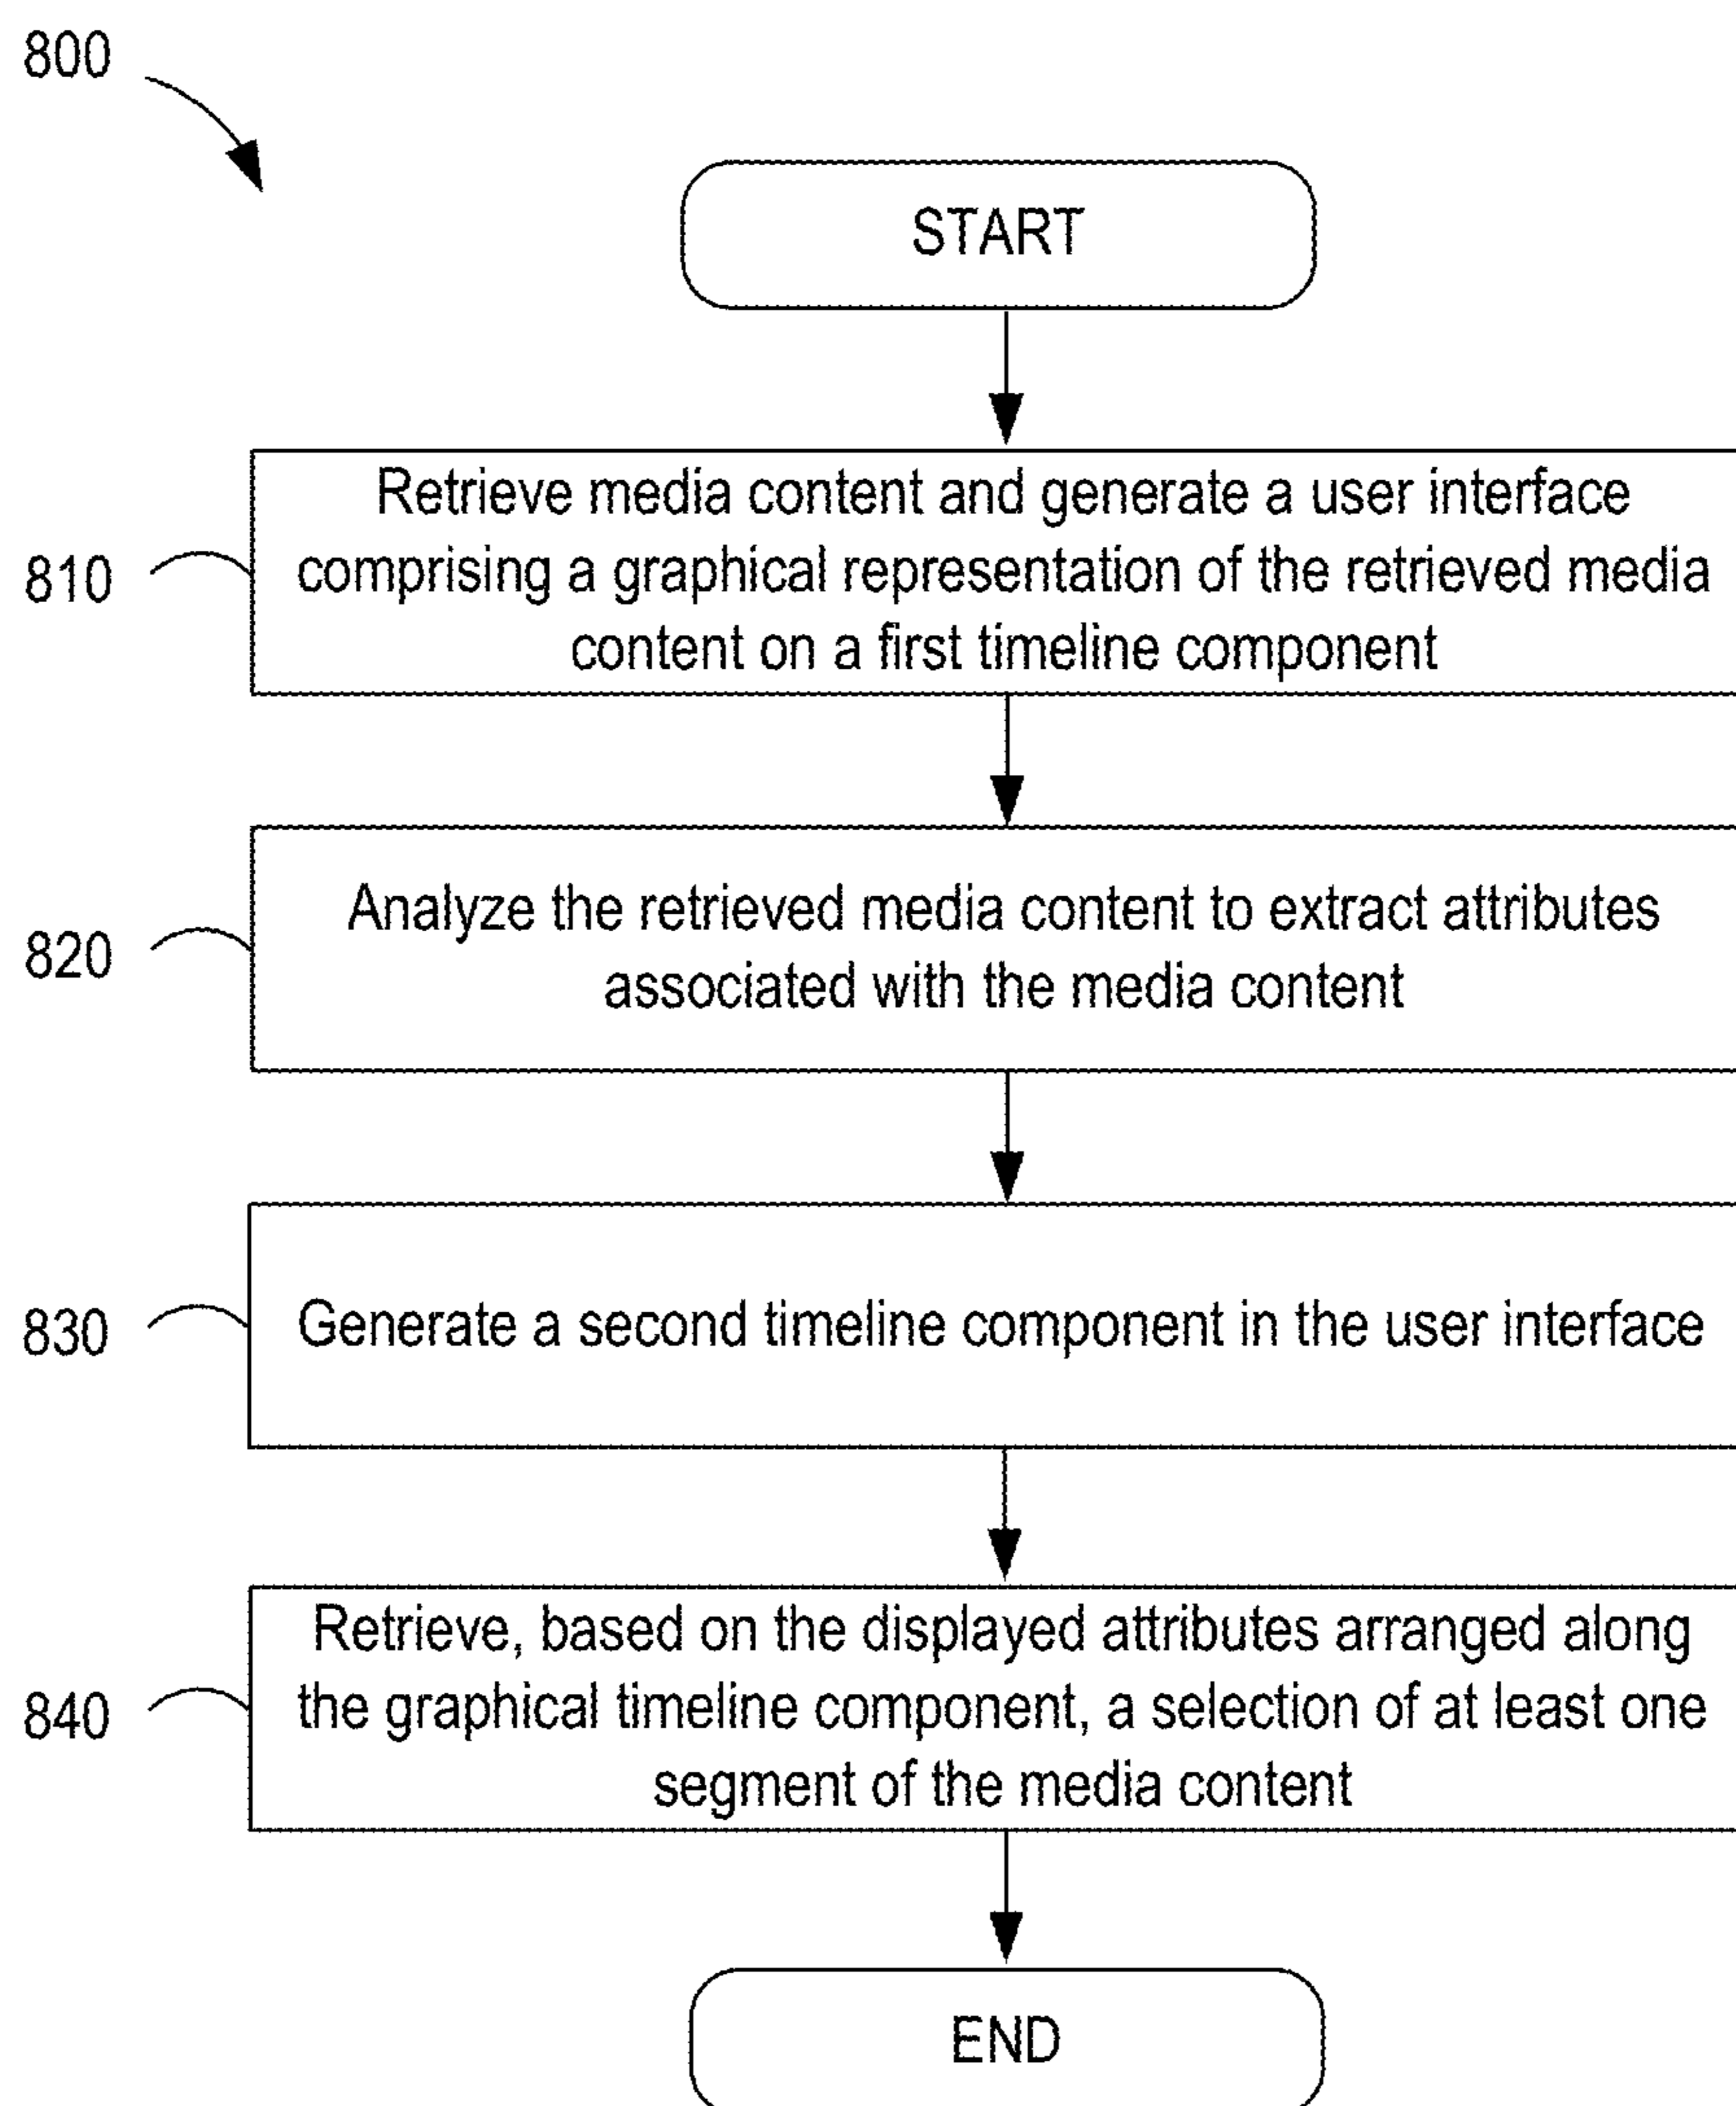 800
START
810
Retrieve media content and generate a user interface
comprising a graphical representation of the retrieved media
content on a first timeline component
820
Analyze the retrieved media content to extract attributes
associated with the media content
830
Generate a second timeline component in the user interface
840
Retrieve, based on the displayed attributes arranged along
the graphical timeline component, a selection of at least one
segment of the media content
END